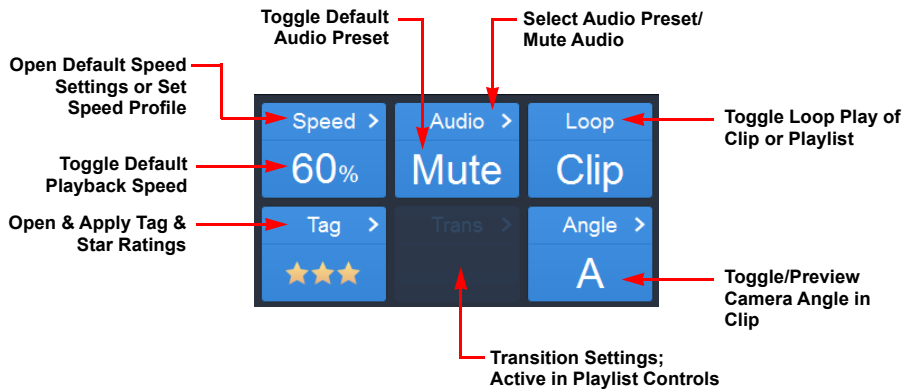 Toggle Default
Audio Preset
Select Audio Preset/
Mute Audio
Open Default Speed
Settings or Set
Speed Profile
Toggle Default
Playback Speed
Open & Apply Tag &
Star Ratings
Speed >
60%
Audio >
Mute
Loop
Clip
Tag >
Trans >
Angle >
A
Toggle Loop Play of
Clip or Playlist
Toggle/Preview
Camera Angle in
Clip
Transition Settings;
Active in Playlist Controls